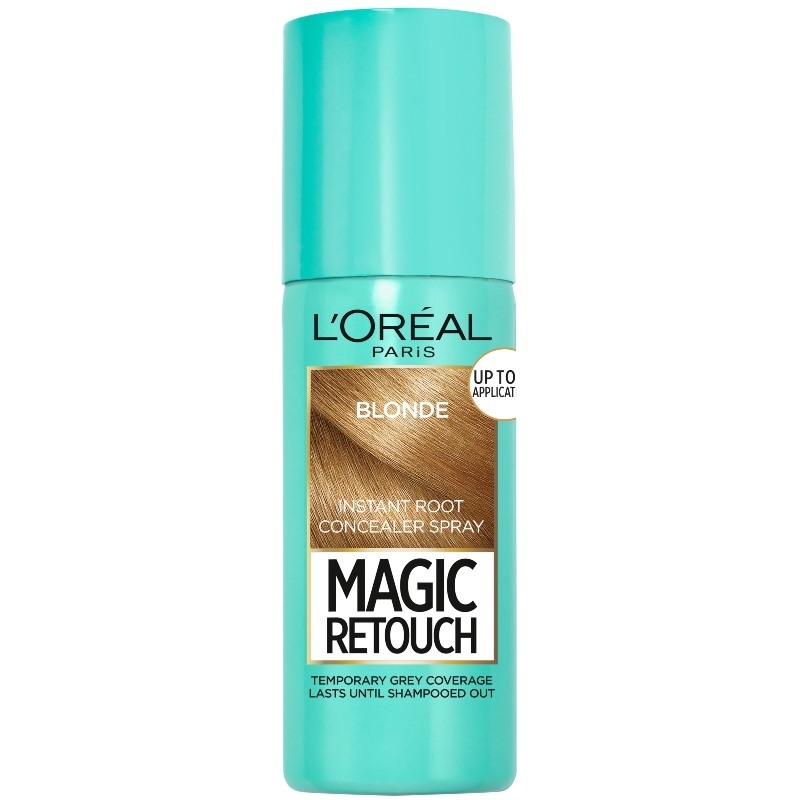 L'ORÉAL
PARiS
UP TO
BLONDE
INSTANT ROOT
CONCEALER SPRAY
MAGIC
RETOUCH
TEMPORARY GREY COVERAGE
LASTS UNTIL SHAMPOOED OUT